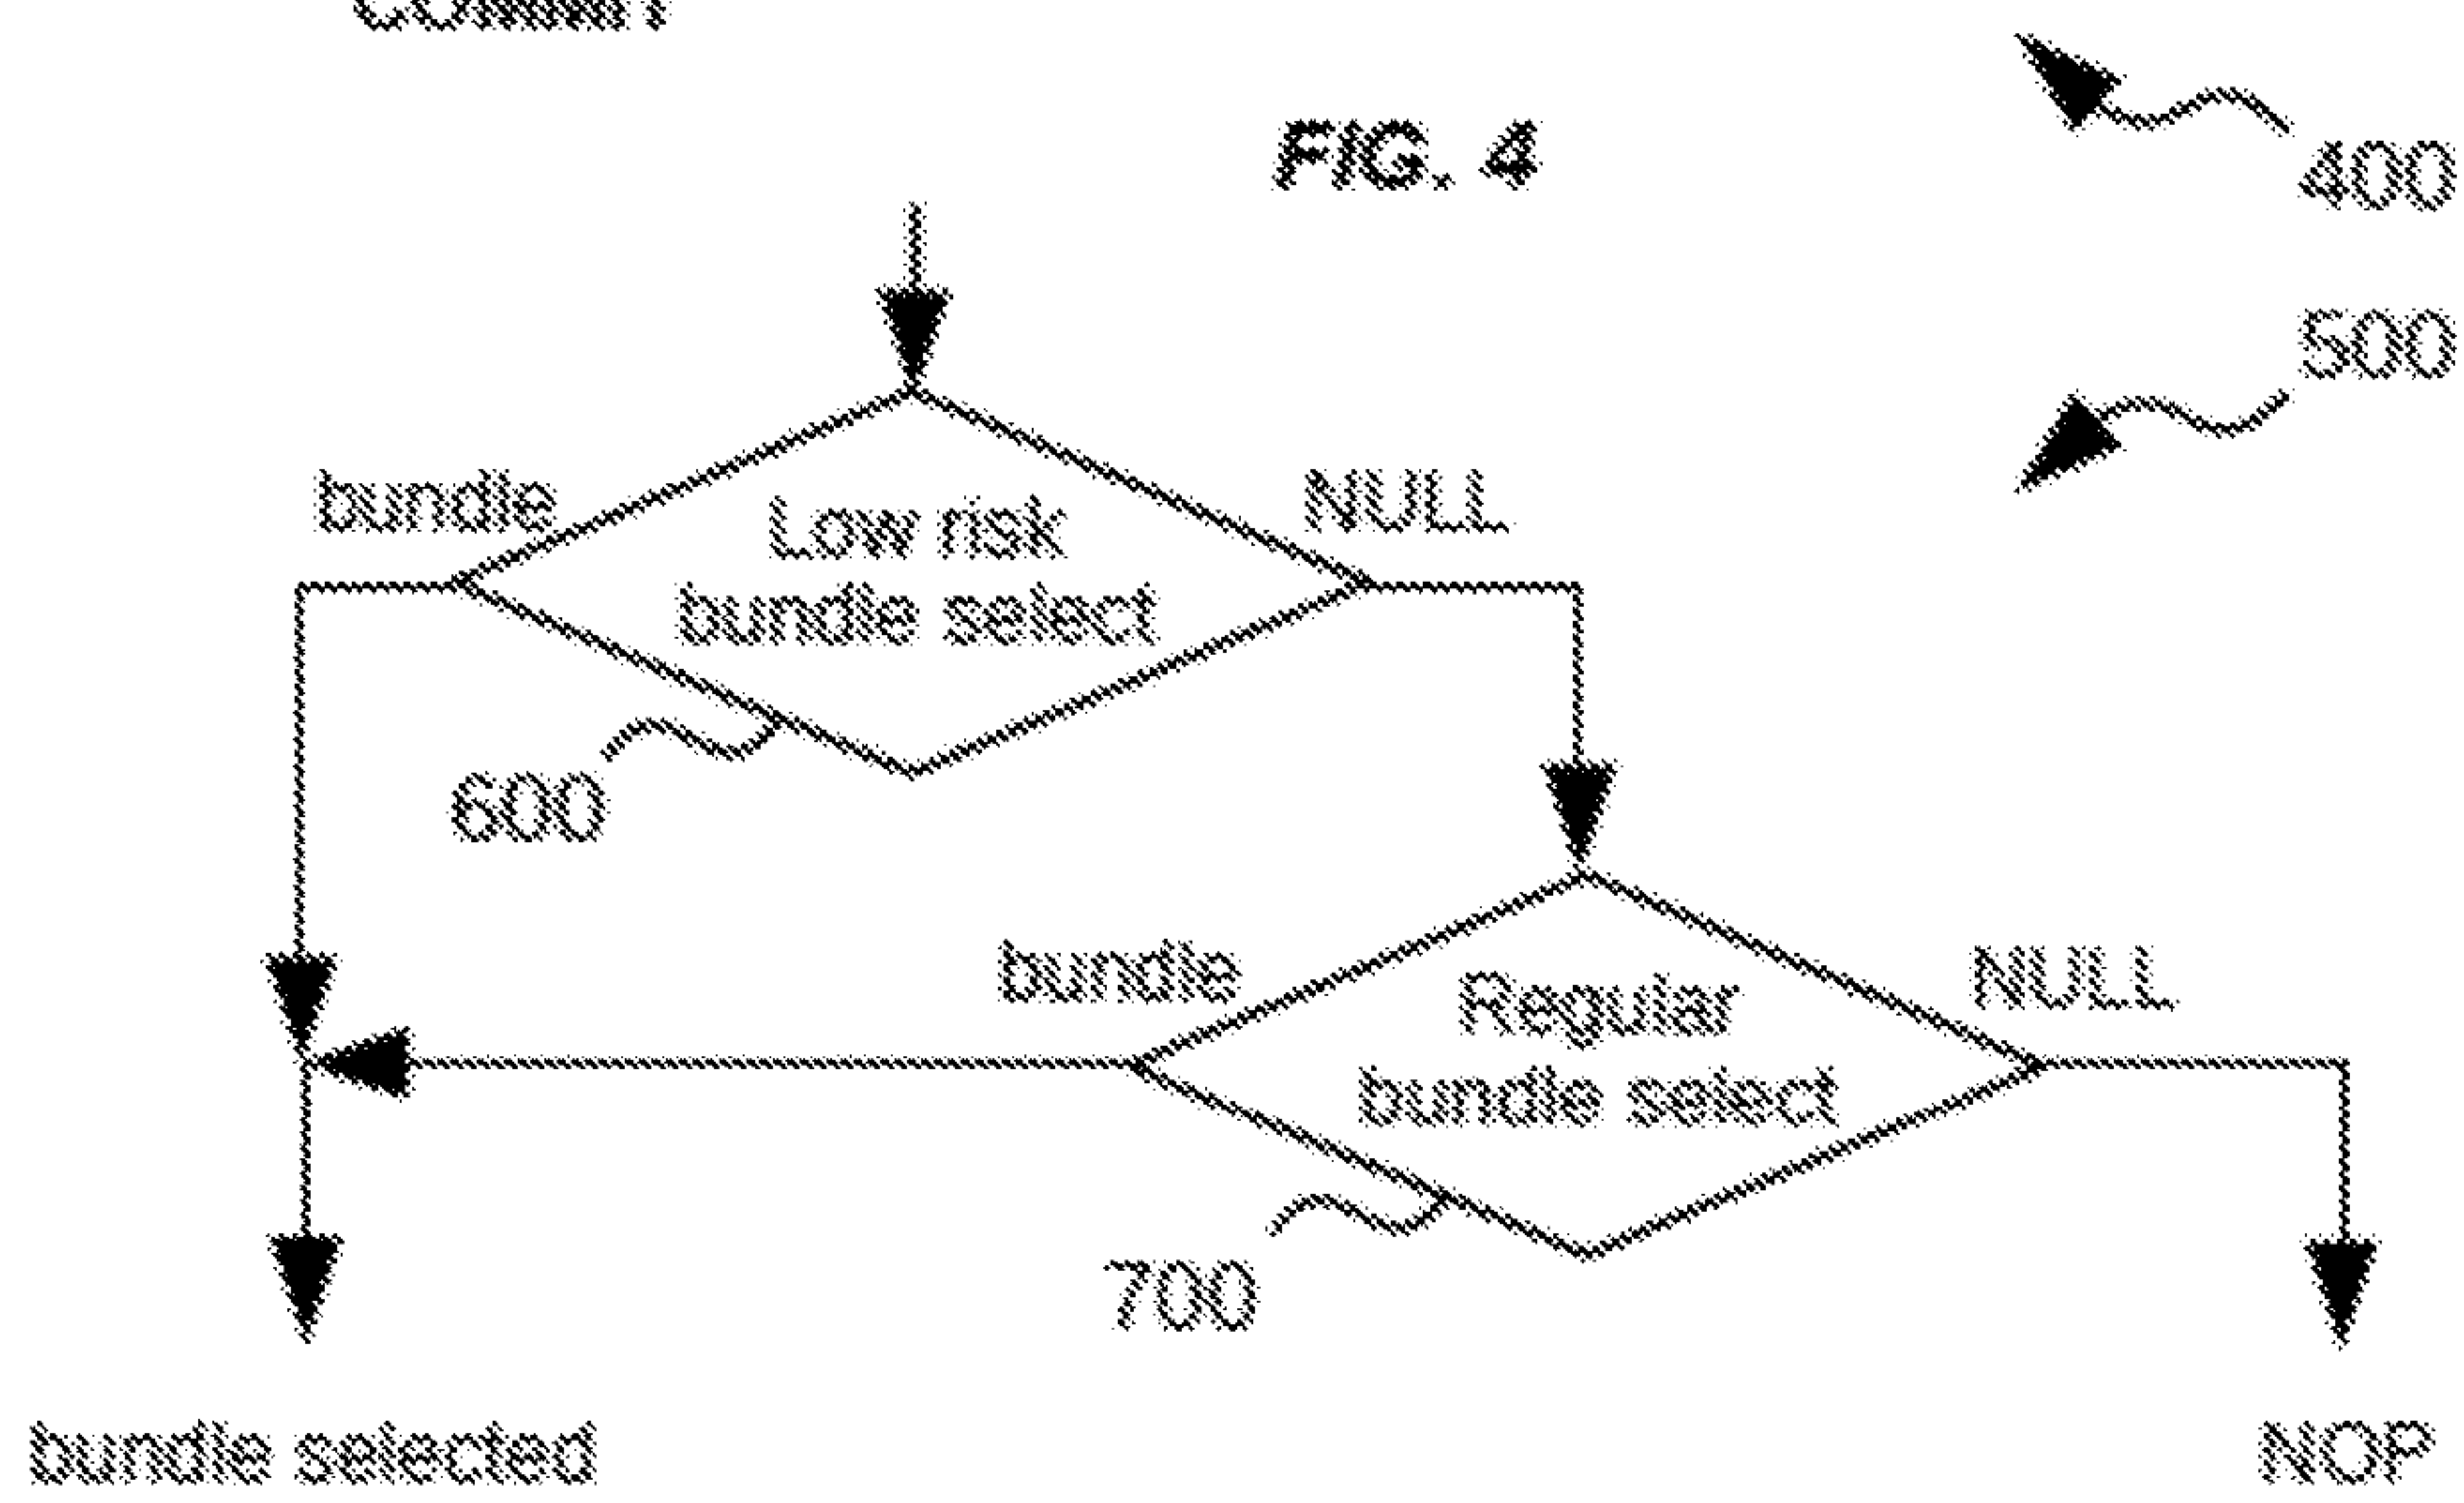 FIG. 4
400
500
bundle
NULL
Low risk
bundle select
600
bundle
NULL
Regular
bundle select
700
bundle selected
NOP